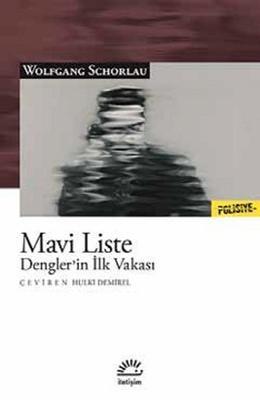 WOLFGANG SCHORLAU
POLİSİYE-
Mavi Liste
Dengler'in İlk Vakası
ÇEVİREN HULKİ DEMİREL
iletişim